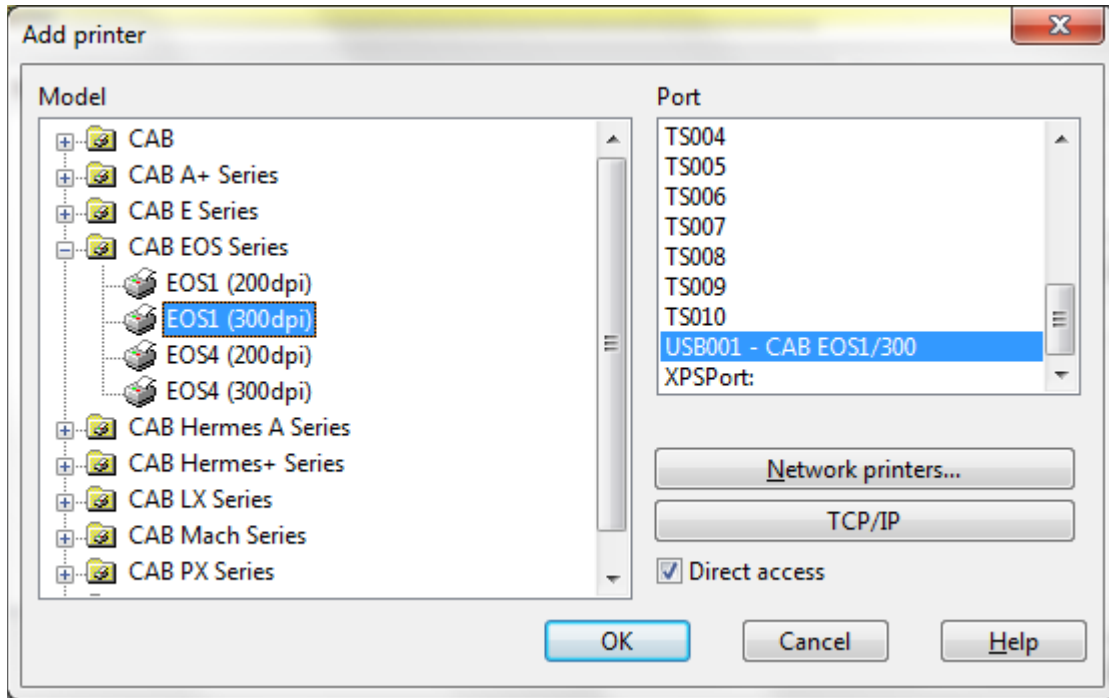 Add printer
Model
CAB
CAB A+ Series
CAB E Series
CAB EOS Series
EOS1 (200dpi)
EOS1 (300dpi)
EOS4 (200dpi)
EOS4 (300dpi)
CAB Hermes A Series
CAB Hermes+ Series
CAB LX Series
CAB Mach Series
CAB PX Series
Port
TS004
TS005
TS006
TS007
TS008
TS009
TS010
USB001 - CAB EOS1/300
XPSPort:
Network printers...
TCP/IP
Direct access
OK
Cancel
Help